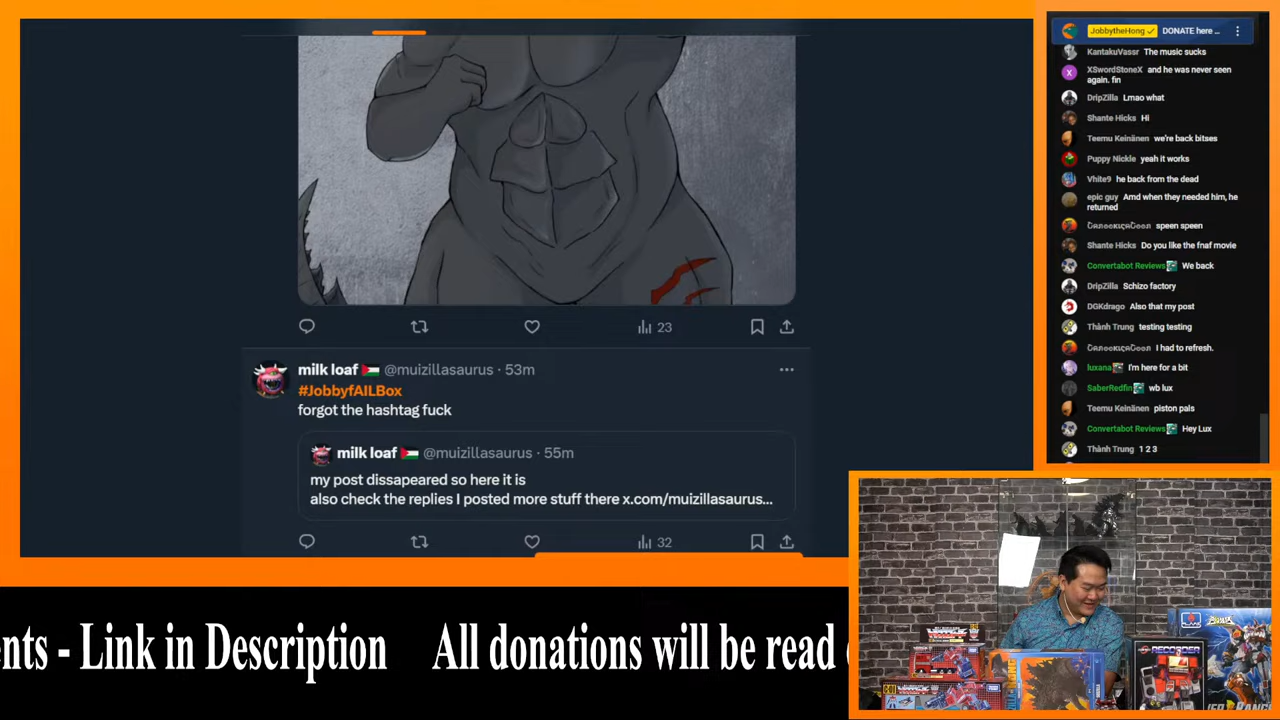 23
milk loaf @muizillasaurus · 53m
#JobbyfAILBox
forgot the hashtag fuck
milk loaf @muizillasaurus · 55m
my post dissapeared so here it is
also check the replies I posted more stuff there x.com/muizillasaurus...
32
JobbytheHong DONATE here ...
KantakuVassr The music sucks
XSwordStoneX and he was never seen
again. fin
DripZilla Lmao what
Shante Hicks Hi
Teemu Keinänen we're back bitses
Puppy Nickle yeah it works
Vhite9 he back from the dead
epic guy Amd when they needed him, he
returned
speen speen
Shante Hicks Do you like the fnaf movie
Convertabot Reviews We back
DripZilla Schizo factory
DGKdrago Also that my post
Thành Trung testing testing
I had to refresh.
luxana I'm here for a bit
SaberRedfin wb lux
Teemu Keinänen piston pals
Convertabot Reviews Hey Lux
Thành Trung 1 2 3
RECORDER
ents - Link in Description All donations will be read